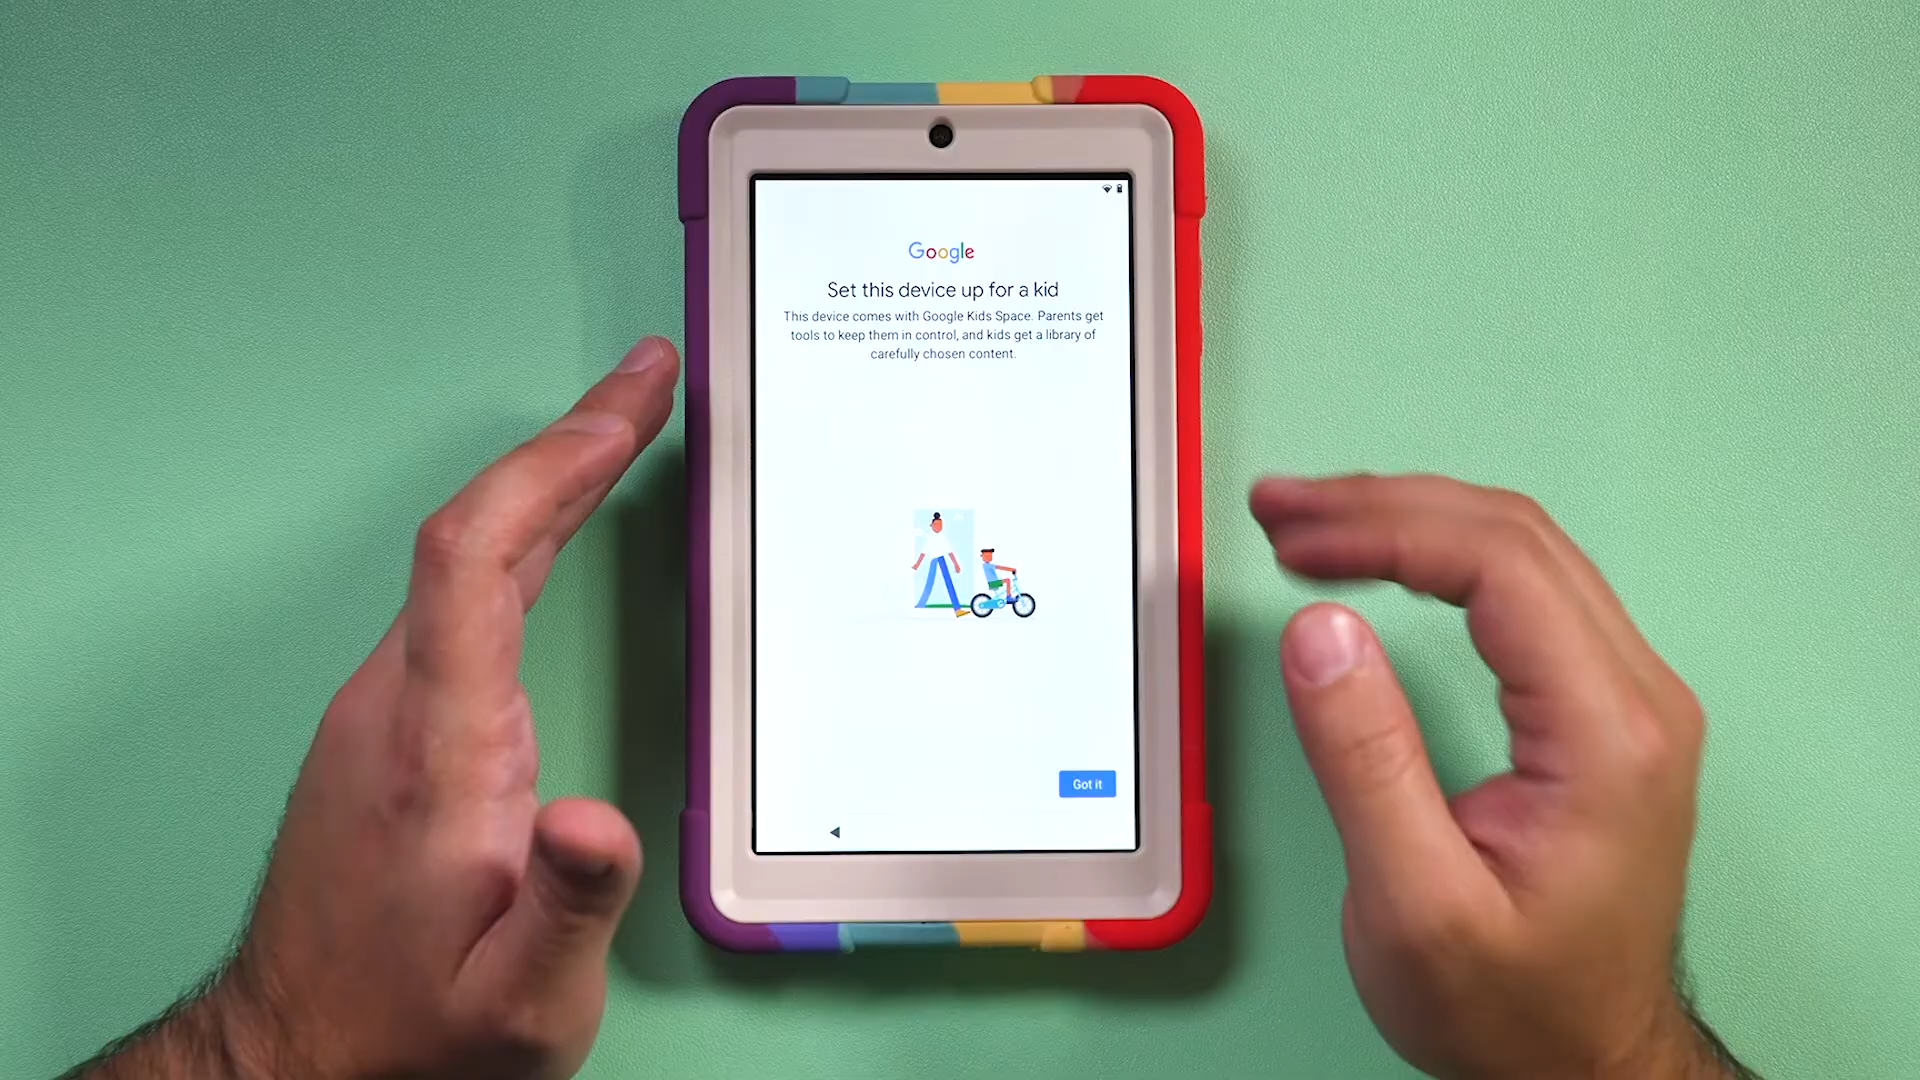 Google
Set this device up for a kid
This device comes with Google Kids Space. Parents get
tools to keep them in control, and kids get a library of
carefully chosen content.
Got it